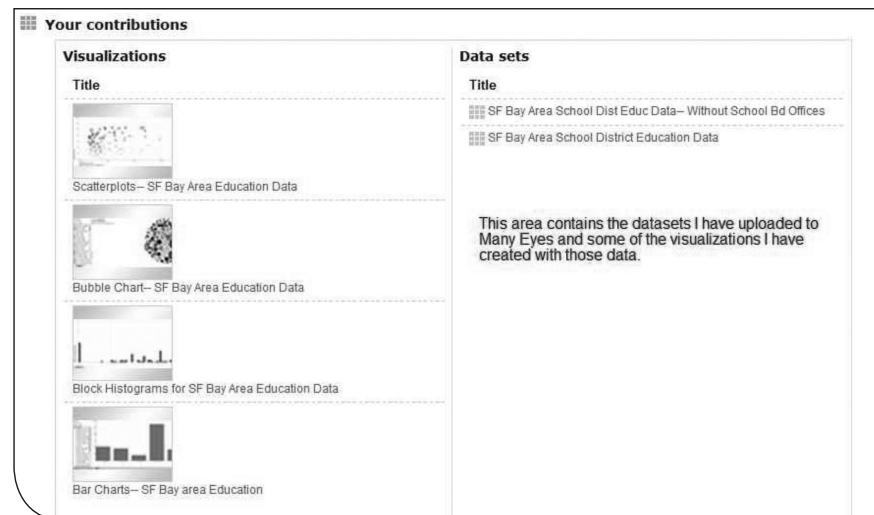 Your contributions
Visualizations
Title
Scatterplots-- SF Bay Area Education Data
Bubble Chart-- SF Bay Area Education Data
Block Histograms for SF Bay Area Education Data
Bar Charts-- SF Bay area Education
Data sets
Title
SF Bay Area School Dist Educ Data-- Without School Bd Offices
SF Bay Area School District Education Data
This area contains the datasets I have uploaded to
Many Eyes and some of the visualizations I have
created with those data.